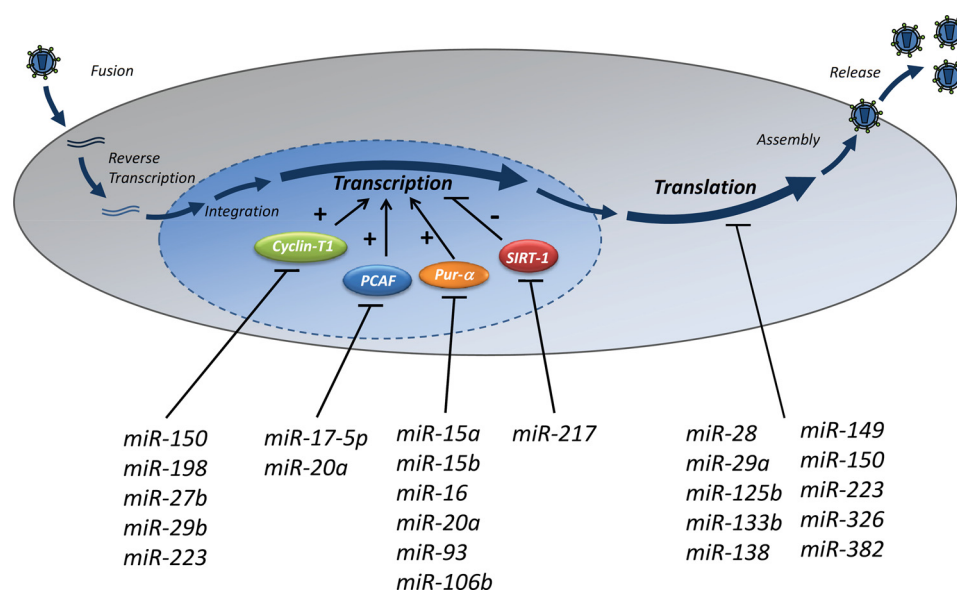 Fusion
Reverse
Transcription
Integration
Transcription
Translation
Assembly
Release
+
+
+
-
Cyclin-T1
PCAF
Pur-α
SIRT-1
miR-150
miR-198
miR-27b
miR-29b
miR-223
miR-17-5p
miR-20a
miR-15a
miR-15b
miR-16
miR-20a
miR-93
miR-106b
miR-217
miR-28
miR-29a
miR-125b
miR-133b
miR-138
miR-149
miR-150
miR-223
miR-326
miR-382